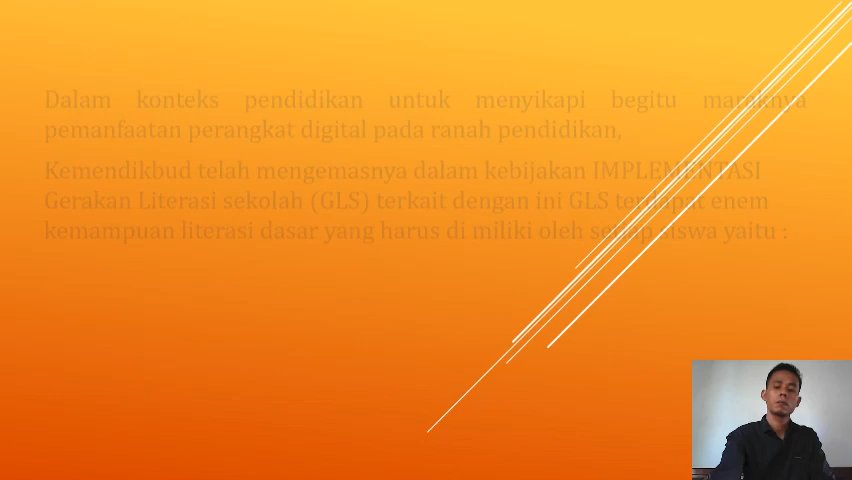 Dalam konteks pendidikan untuk menyikapi begitu maraknya
pemanfaatan perangkat digital pada ranah pendidikan,
Kemendikbud telah mengemasnya dalam kebijakan IMPLEMENTASI
Gerakan Literasi sekolah (GLS) terkait dengan ini GLS terdapat enem
kemampuan literasi dasar yang harus di miliki oleh setiap siswa yaitu :